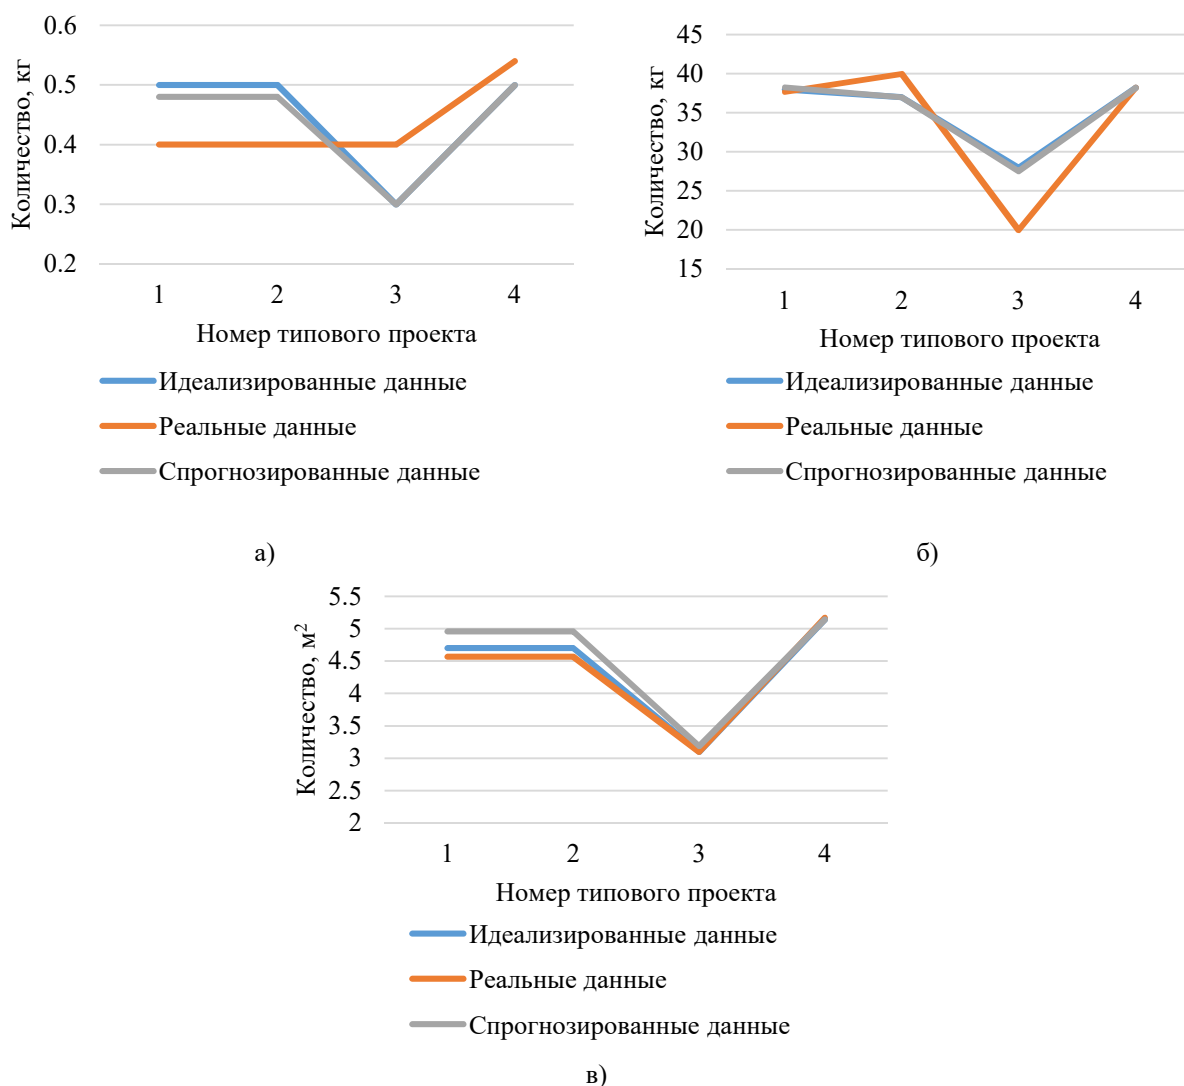 Количество, кг
0.6
0.5
0.4
0.3
0.2
1 2 3 4
Номер типового проекта
Идеализированные данные
Реальные данные
Спрогнозированные данные
а)
Количество, кг
45
40
35
30
25
20
15
1 2 3 4
Номер типового проекта
Идеализированные данные
Реальные данные
Спрогнозированные данные
б)
Количество, м²
5.5
5
4.5
4
3.5
3
2.5
2
1 2 3 4
Номер типового проекта
Идеализированные данные
Реальные данные
Спрогнозированные данные
в)